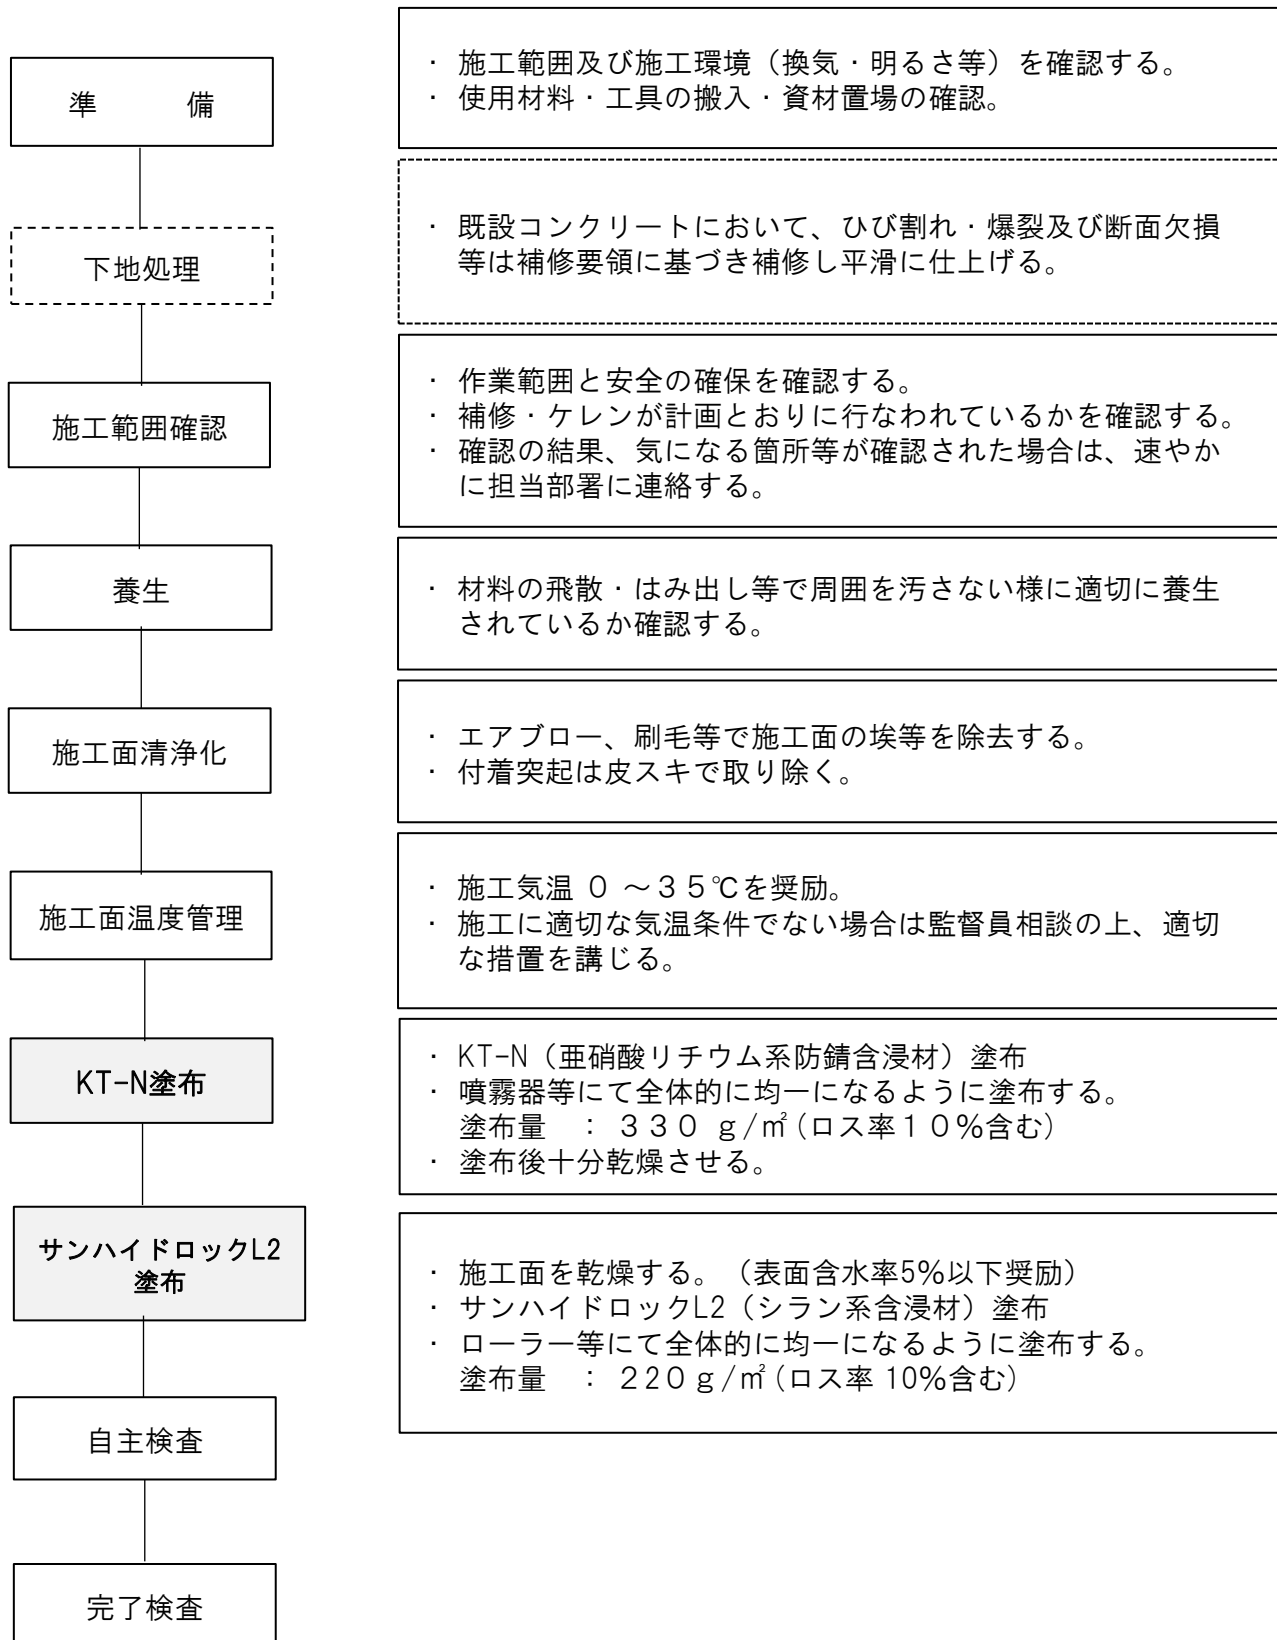 準　　　備
・ 施工範囲及び施工環境（換気・明るさ等）を確認する。
・ 使用材料・工具の搬入・資材置場の確認。
下地処理
・ 既設コンクリートにおいて、ひび割れ・爆裂及び断面欠損
等は補修要領に基づき補修し平滑に仕上げる。
施工範囲確認
・ 作業範囲と安全の確保を確認する。
・ 補修・ケレンが計画とおりに行なわれているかを確認する。
・ 確認の結果、気になる箇所等が確認された場合は、速やか
に担当部署に連絡する。
養生
・ 材料の飛散・はみ出し等で周囲を汚さない様に適切に養生
されているか確認する。
施工面清浄化
・ エアブロー、刷毛等で施工面の埃等を除去する。
・ 付着突起は皮スキで取り除く。
施工面温度管理
・ 施工気温 ０ ～３５℃を奨励。
・ 施工に適切な気温条件でない場合は監督員相談の上、適切
な措置を講じる。
KT-N塗布
・ KT-N（亜硝酸リチウム系防錆含浸材）塗布
・ 噴霧器等にて全体的に均一になるように塗布する。
塗布量　： ３３０ ｇ/㎡(ロス率１０％含む)
・ 塗布後十分乾燥させる。
サンハイドロックL2
塗布
・ 施工面を乾燥する。（表面含水率5%以下奨励）
・ サンハイドロックL2（シラン系含浸材）塗布
・ ローラー等にて全体的に均一になるように塗布する。
塗布量　： ２２０ｇ/㎡(ロス率 10%含む)
自主検査
完了検査